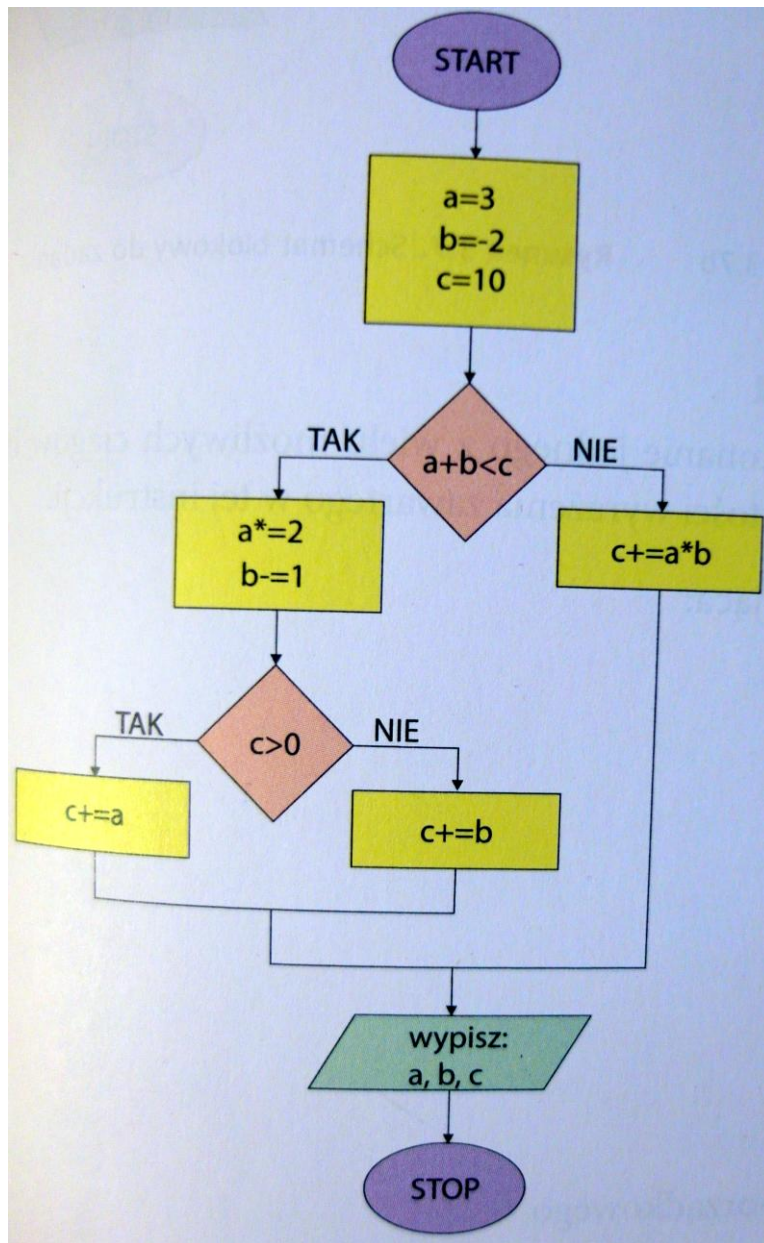 START
a=3
b=-2
c=10
a+b<c
TAK
NIE
a*=2
b-=1
c+=a*b
c>0
TAK
NIE
c+=a
c+=b
wypisz:
a, b, c
STOP